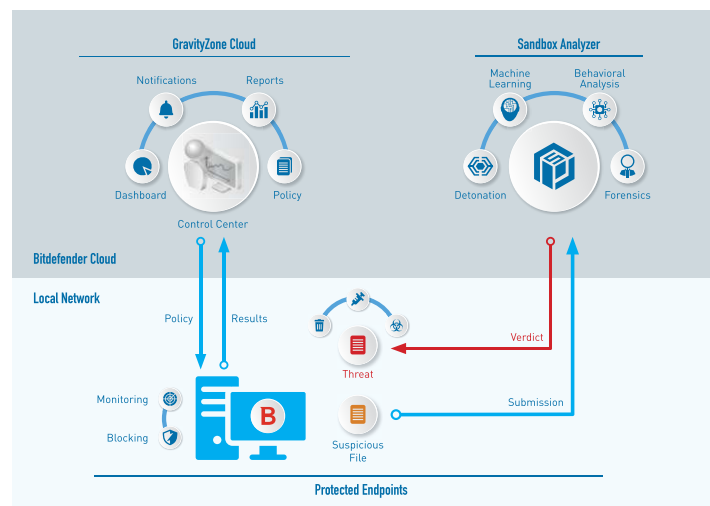 GravityZone Cloud
Sandbox Analyzer
Notifications
Reports
Machine
Learning
Behavioral
Analysis
Dashboard
Policy
Detonation
Forensics
Control Center
Bitdefender Cloud
Local Network
Policy
Results
Verdict
Threat
Monitoring
Submission
B
Blocking
Suspicious
File
Protected Endpoints